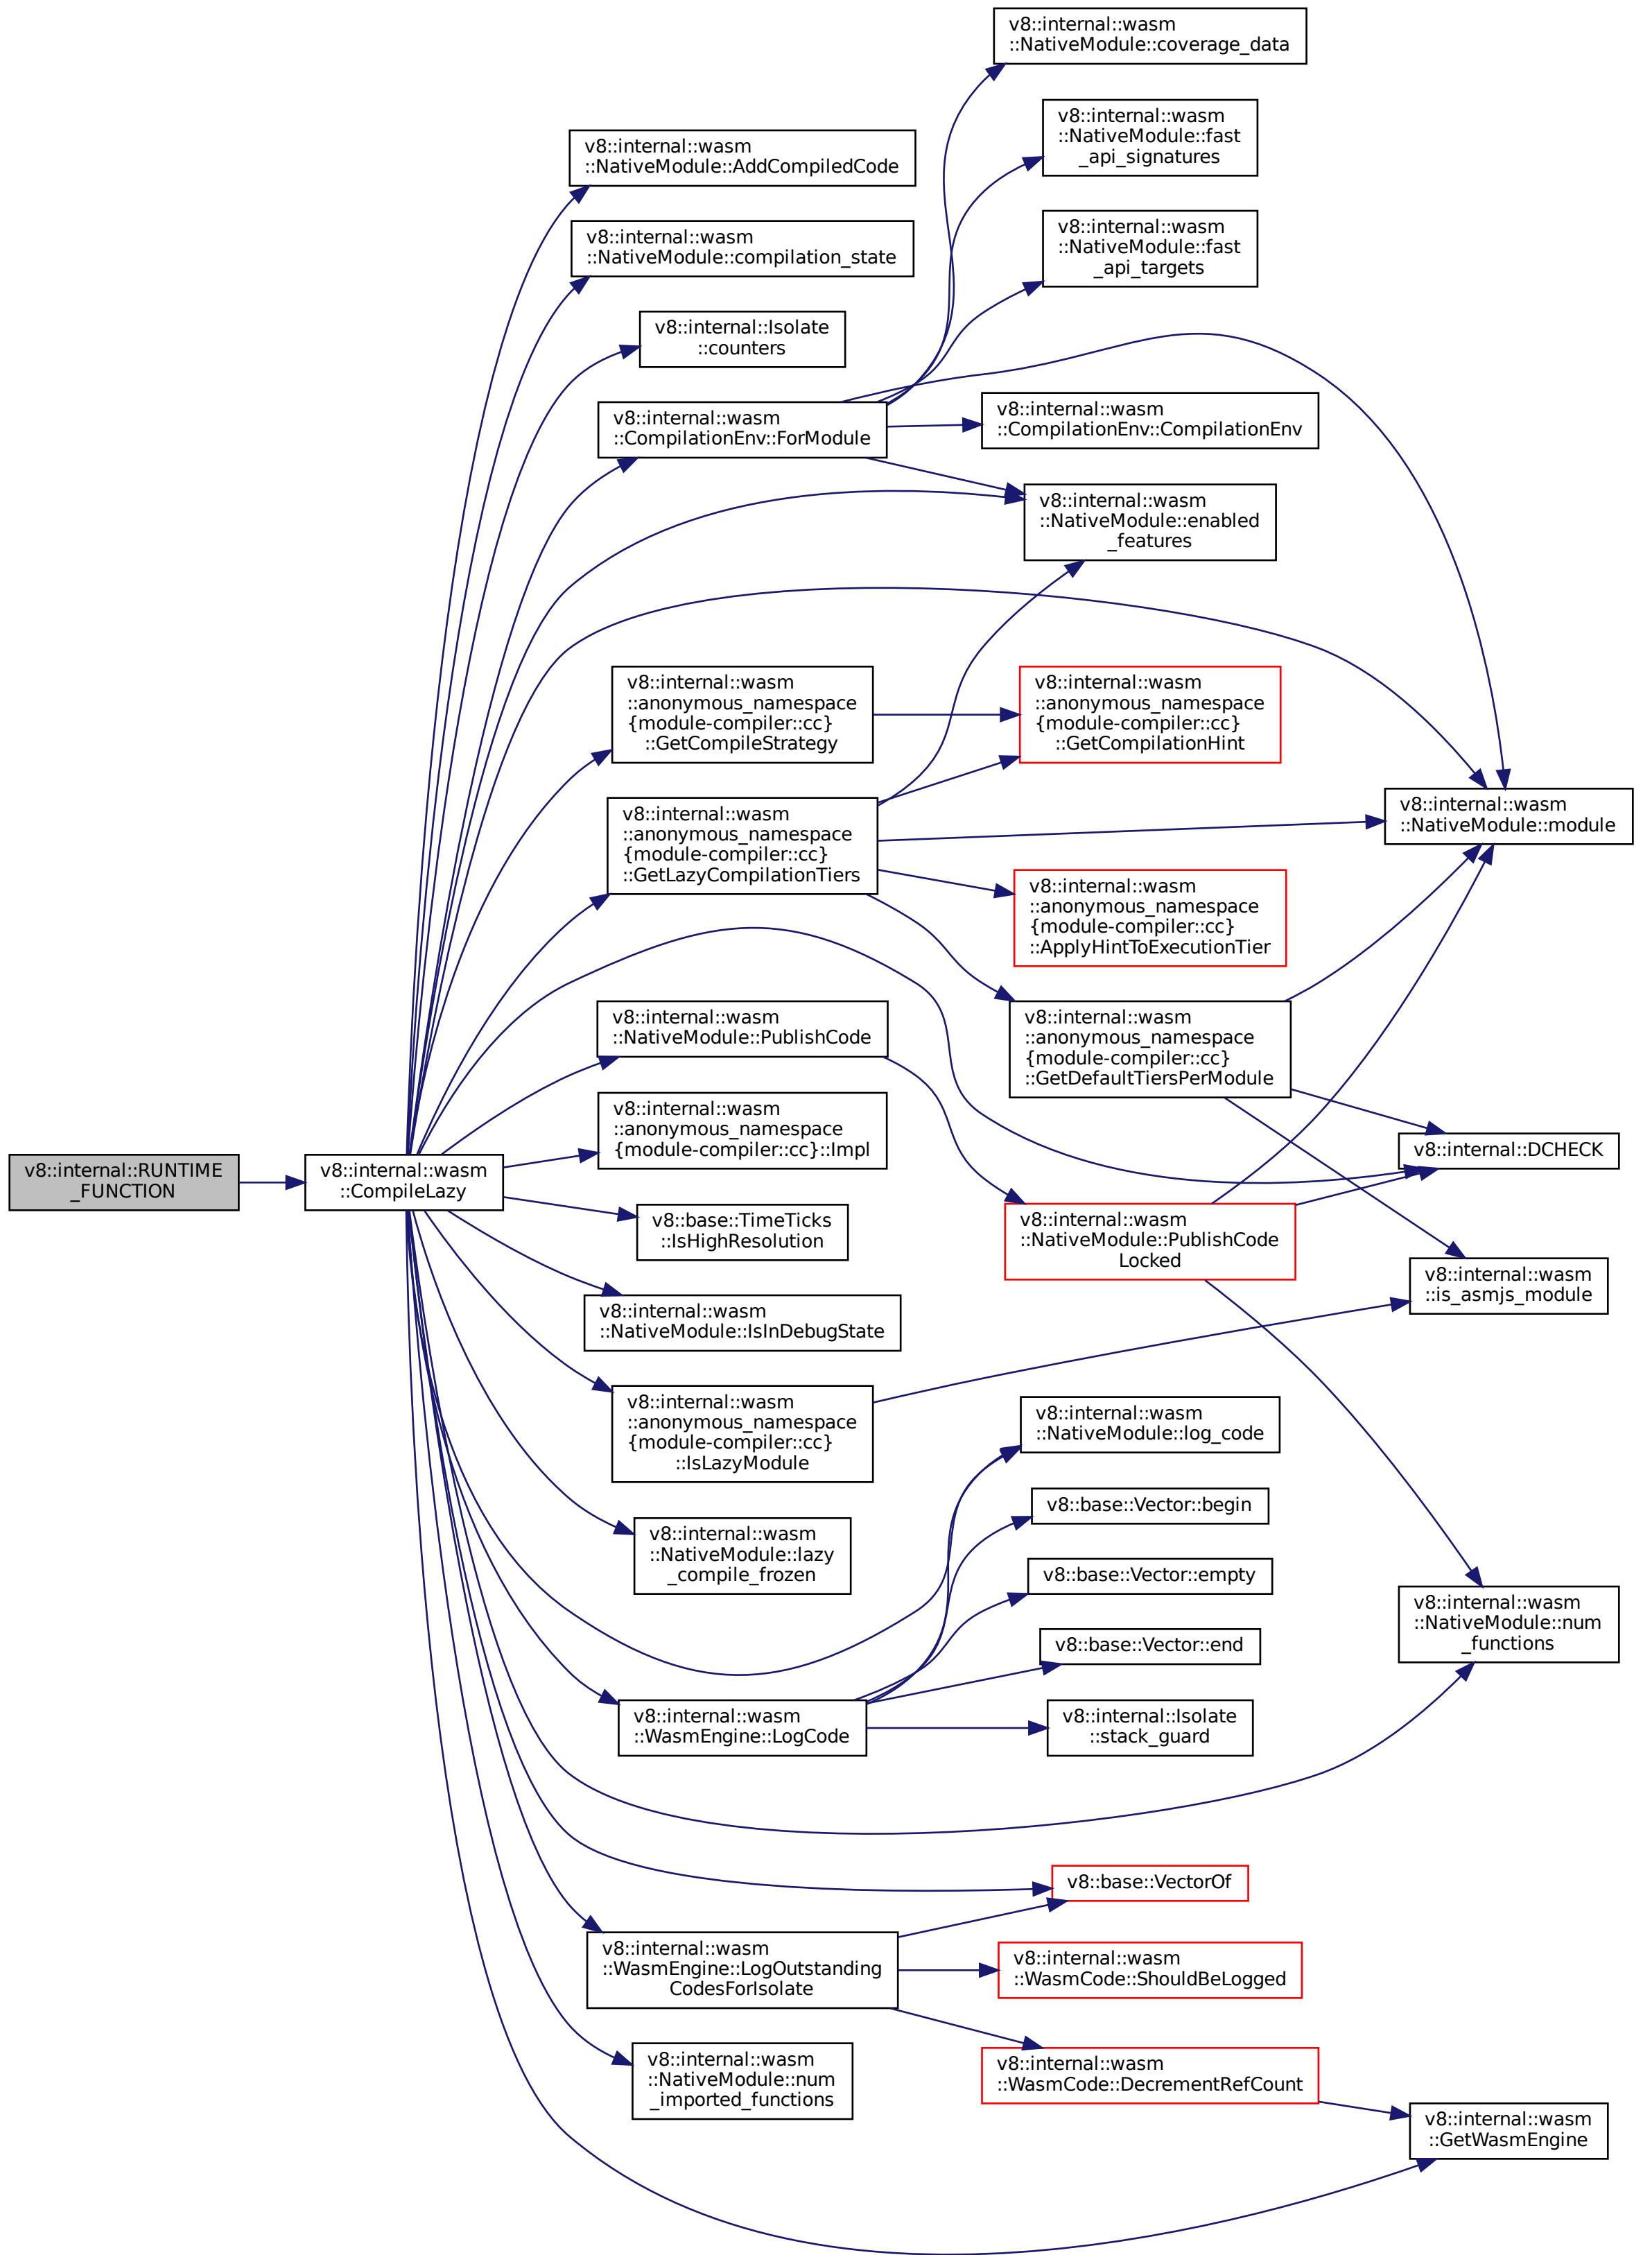 v8::internal::RUNTIME
_FUNCTION
v8::internal::wasm
::CompileLazy
v8::internal::wasm
::NativeModule::AddCompiledCode
v8::internal::wasm
::NativeModule::compilation_state
v8::internal::Isolate
::counters
v8::internal::wasm
::CompilationEnv::ForModule
v8::internal::wasm
::NativeModule::coverage_data
v8::internal::wasm
::NativeModule::fast
_api_signatures
v8::internal::wasm
::NativeModule::fast
_api_targets
v8::internal::wasm
::CompilationEnv::CompilationEnv
v8::internal::wasm
::NativeModule::enabled
_features
v8::internal::wasm
::anonymous_namespace
{module-compiler::cc}
::GetCompileStrategy
v8::internal::wasm
::anonymous_namespace
{module-compiler::cc}
::GetCompilationHint
v8::internal::wasm
::NativeModule::module
v8::internal::wasm
::anonymous_namespace
{module-compiler::cc}
::GetLazyCompilationTiers
v8::internal::wasm
::anonymous_namespace
{module-compiler::cc}
::ApplyHintToExecutionTier
v8::internal::wasm
::anonymous_namespace
{module-compiler::cc}
::GetDefaultTiersPerModule
v8::internal::wasm
::NativeModule::PublishCode
v8::internal::wasm
::anonymous_namespace
{module-compiler::cc}::Impl
v8::internal::DCHECK
v8::base::TimeTicks
::IsHighResolution
v8::internal::wasm
::NativeModule::PublishCode
Locked
v8::internal::wasm
::is_asmjs_module
v8::internal::wasm
::NativeModule::IsInDebugState
v8::internal::wasm
::anonymous_namespace
{module-compiler::cc}
::IsLazyModule
v8::internal::wasm
::NativeModule::log_code
v8::base::Vector::begin
v8::internal::wasm
::NativeModule::lazy
_compile_frozen
v8::base::Vector::empty
v8::base::Vector::end
v8::internal::wasm
::NativeModule::num
_functions
v8::internal::wasm
::WasmEngine::LogCode
v8::internal::Isolate
::stack_guard
v8::base::VectorOf
v8::internal::wasm
::WasmEngine::LogOutstanding
CodesForIsolate
v8::internal::wasm
::WasmCode::ShouldBeLogged
v8::internal::wasm
::NativeModule::num
_imported_functions
v8::internal::wasm
::WasmCode::DecrementRefCount
v8::internal::wasm
::GetWasmEngine